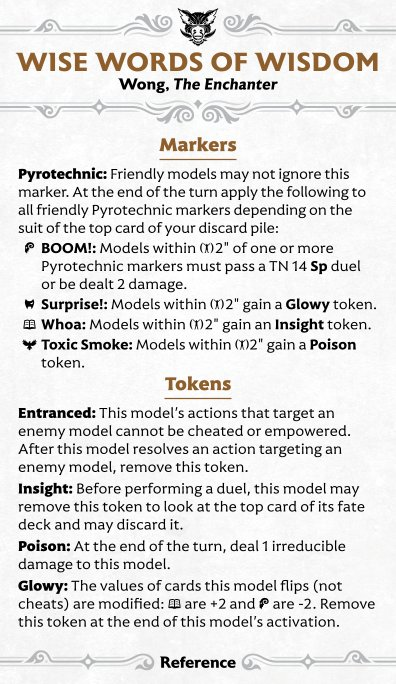 WISE WORDS OF WISDOM
Wong, The Enchanter
Markers
Pyrotechnic: Friendly models may not ignore this
marker. At the end of the turn apply the following to
all friendly Pyrotechnic markers depending on the
suit of the top card of your discard pile:
BOOM!: Models within 2" of one or more
Pyrotechnic markers must pass a TN 14 Sp duel
or be dealt 2 damage.
Surprise!: Models within 2" gain a Glowy token.
Whoa: Models within 2" gain an Insight token.
Toxic Smoke: Models within 2" gain a Poison
token.
Tokens
Entranced: This model's actions that target an
enemy model cannot be cheated or empowered.
After this model resolves an action targeting an
enemy model, remove this token.
Insight: Before performing a duel, this model may
remove this token to look at the top card of its fate
deck and may discard it.
Poison: At the end of the turn, deal 1 irreducible
damage to this model.
Glowy: The values of cards this model flips (not
cheats) are modified: are +2 and are -2. Remove
this token at the end of this model's activation.
Reference